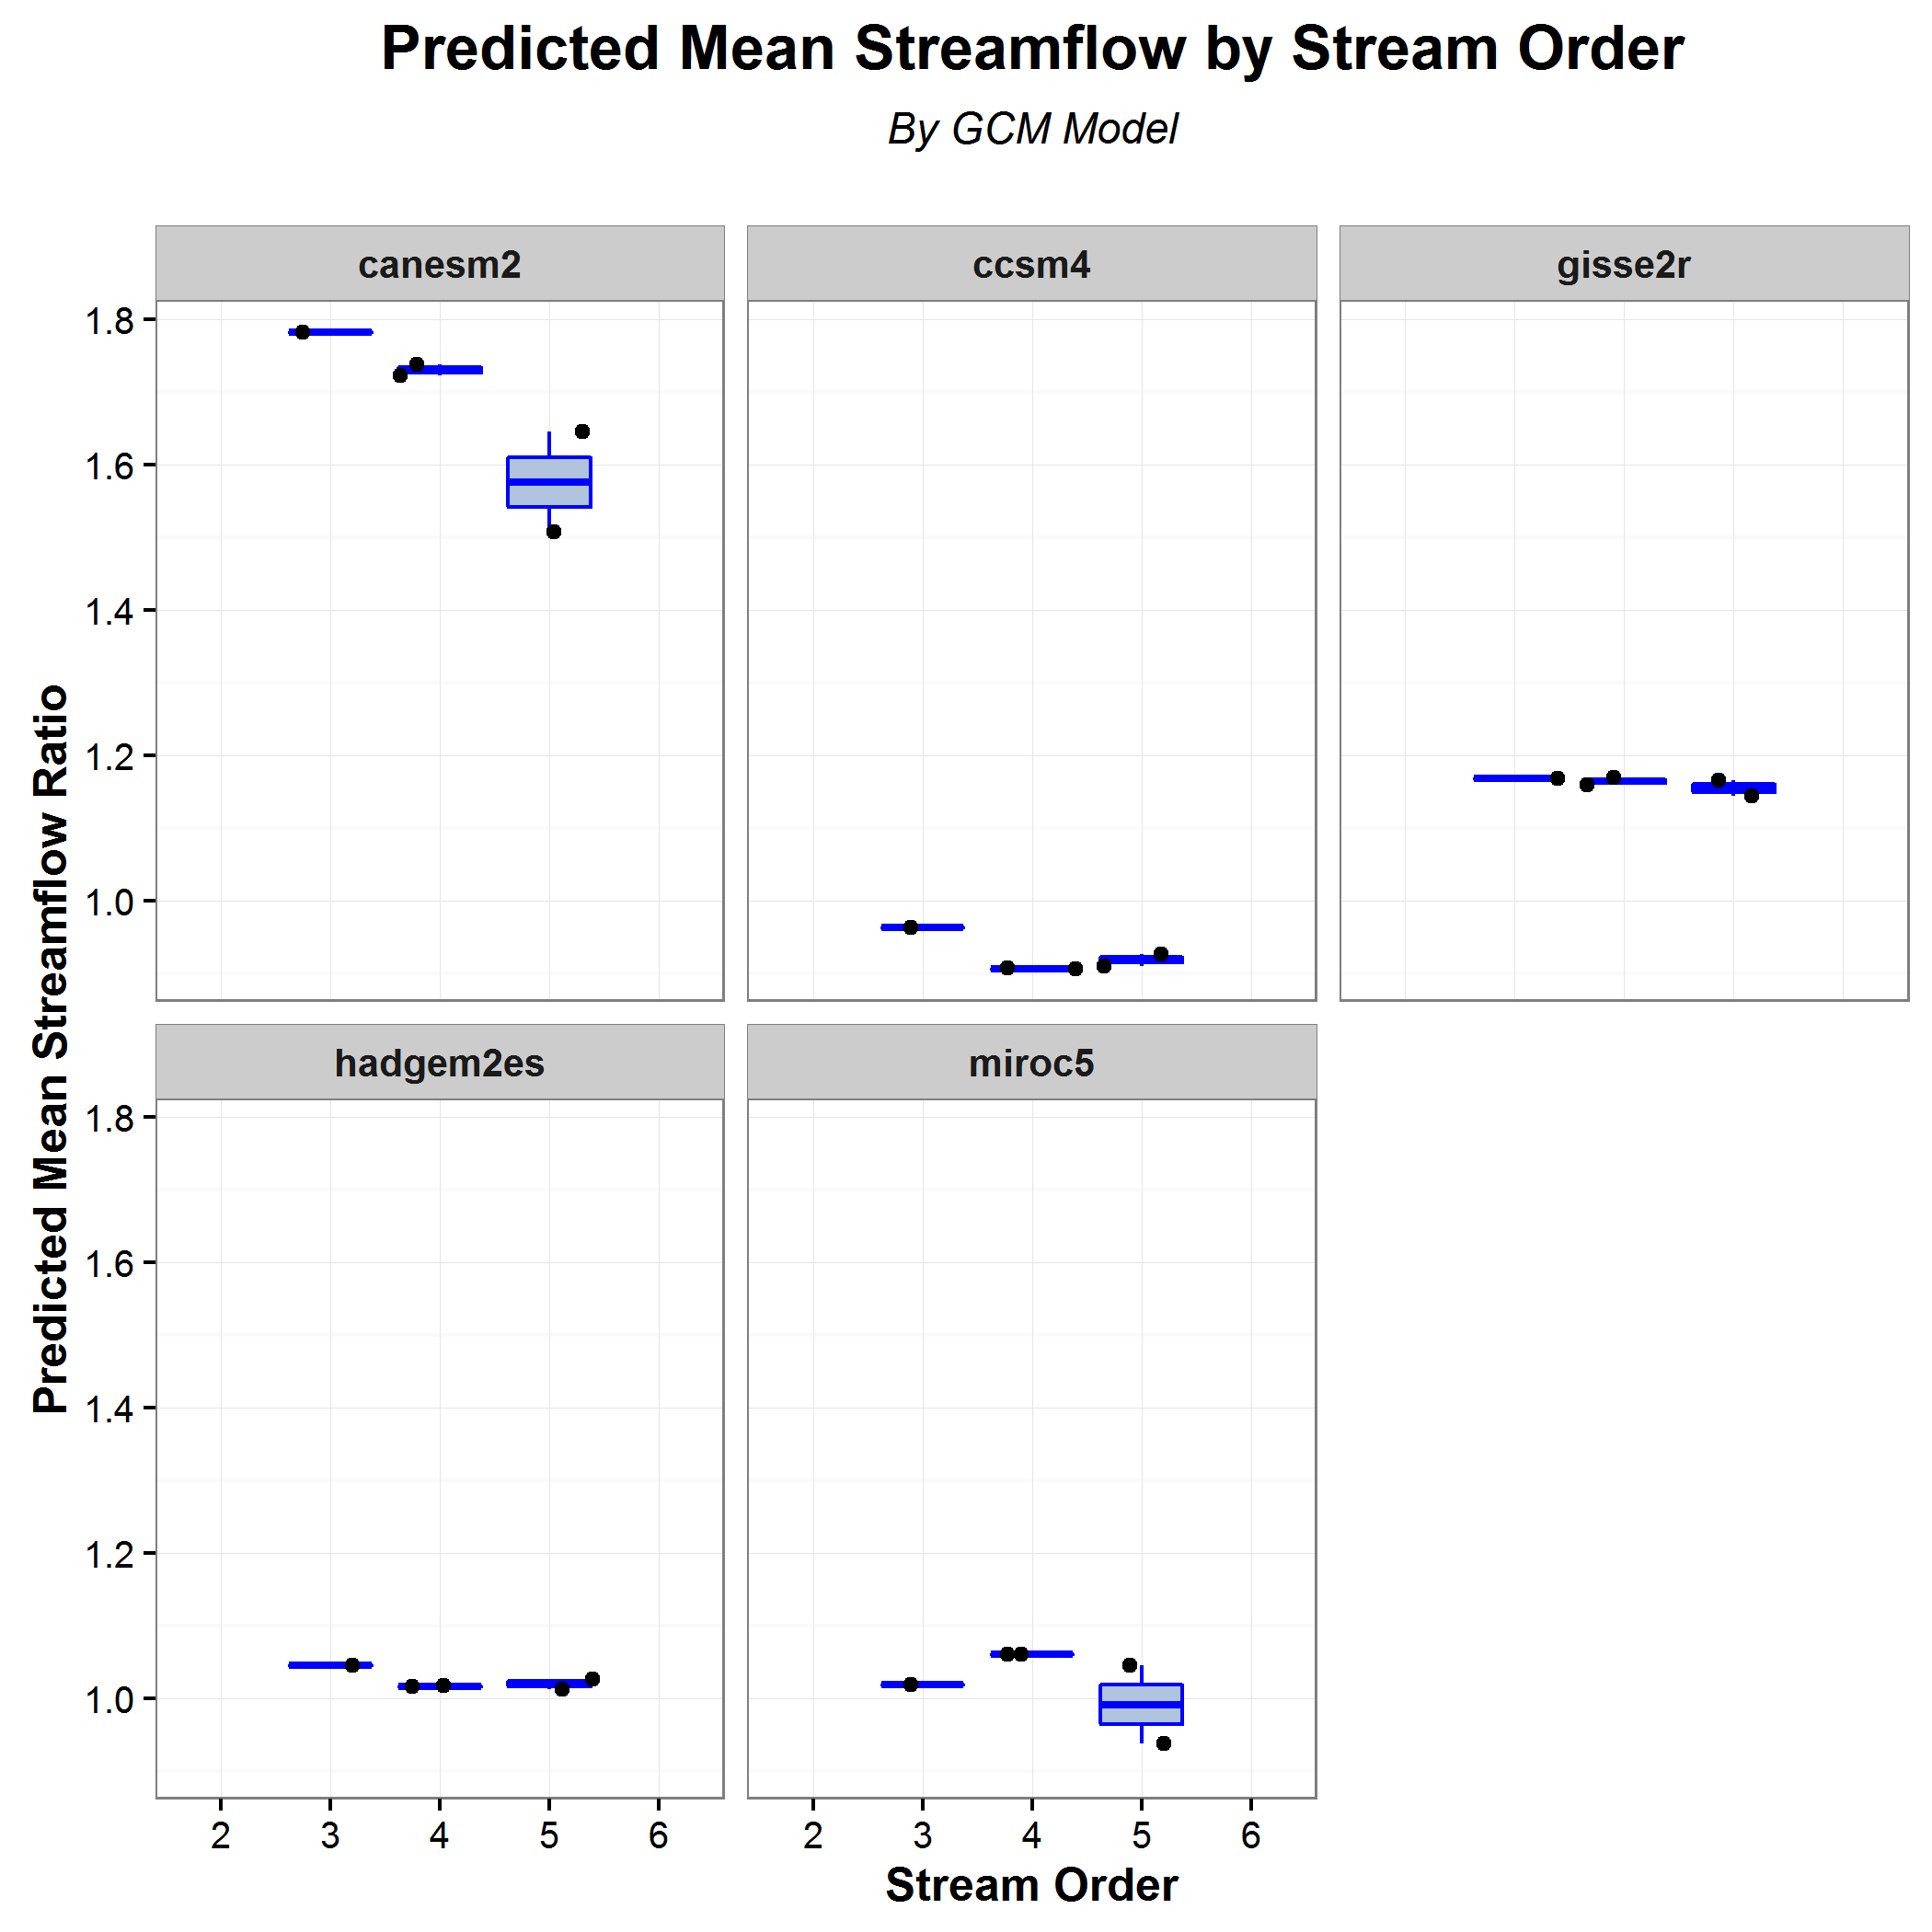 Predicted Mean Streamflow by Stream Order
By GCM Model
canesm2
ccsm4
gisse2r
1.8
1.6
1.4
1.2
1.0
Predicted Mean Streamflow Ratio
hadgem2es
miroc5
1.8
1.6
1.4
1.2
1.0
2 3 4 5 6
2 3 4 5 6
Stream Order